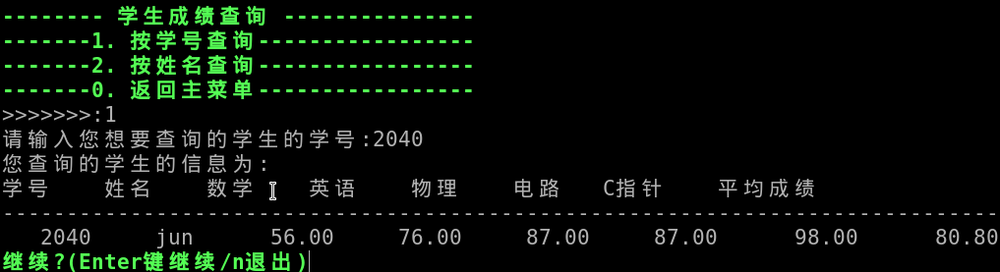 -------- 学生成绩查询 ---------------
-------1. 按学号查询-----------------
-------2. 按姓名查询-----------------
-------0. 返回主菜单-----------------
>>>>>>>:1
请输入您想要查询的学生的学号:2040
您查询的学生的信息为:
学号    姓名    数学    英语    物理    电路    C指针    平均成绩
------------------------------------------------------------------------------
   2040     jun      56.00     76.00     87.00     87.00      98.00      80.80
继续?(Enter键继续/n退出)